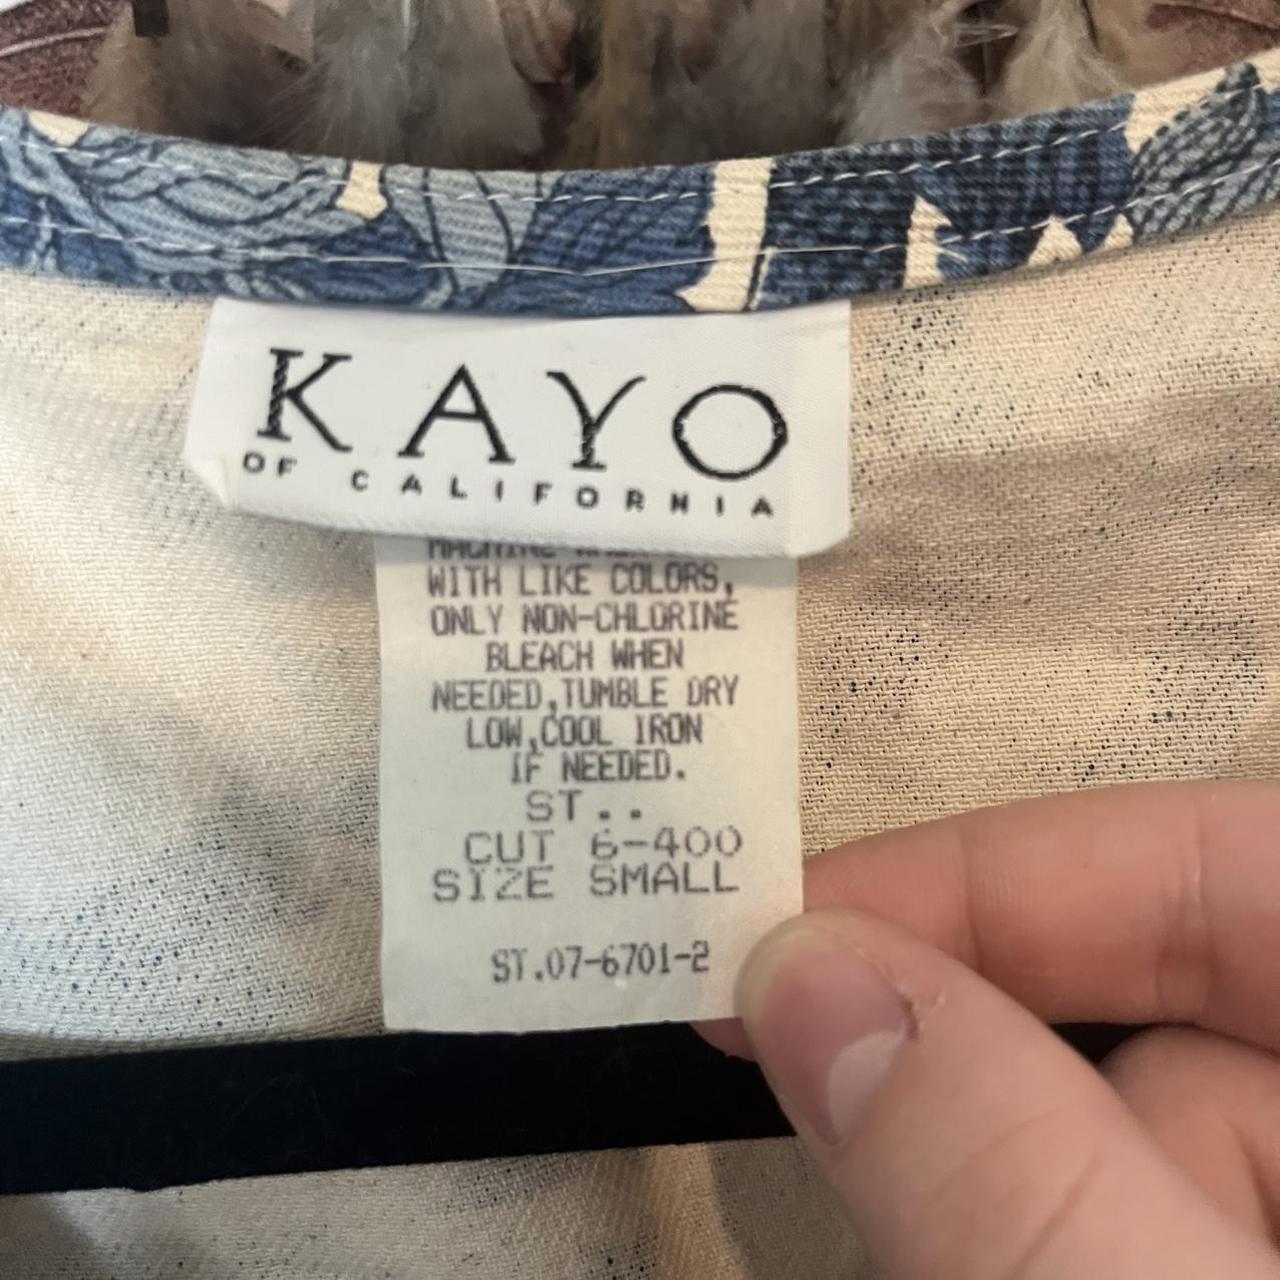 KAYO
OF CALIFORNIA
MACHINE
WITH LIKE COLORS,
ONLY NON-CHLORINE
BLEACH WHEN
NEEDED,TUMBLE DRY
LOW,COOL IRON
IF NEEDED.
ST..
CUT 6-400
SIZE SMALL
ST.07-6701-2